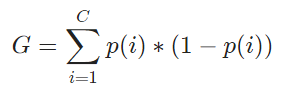 G = \sum_{i=1}^{C} p(i) * (1 - p(i))